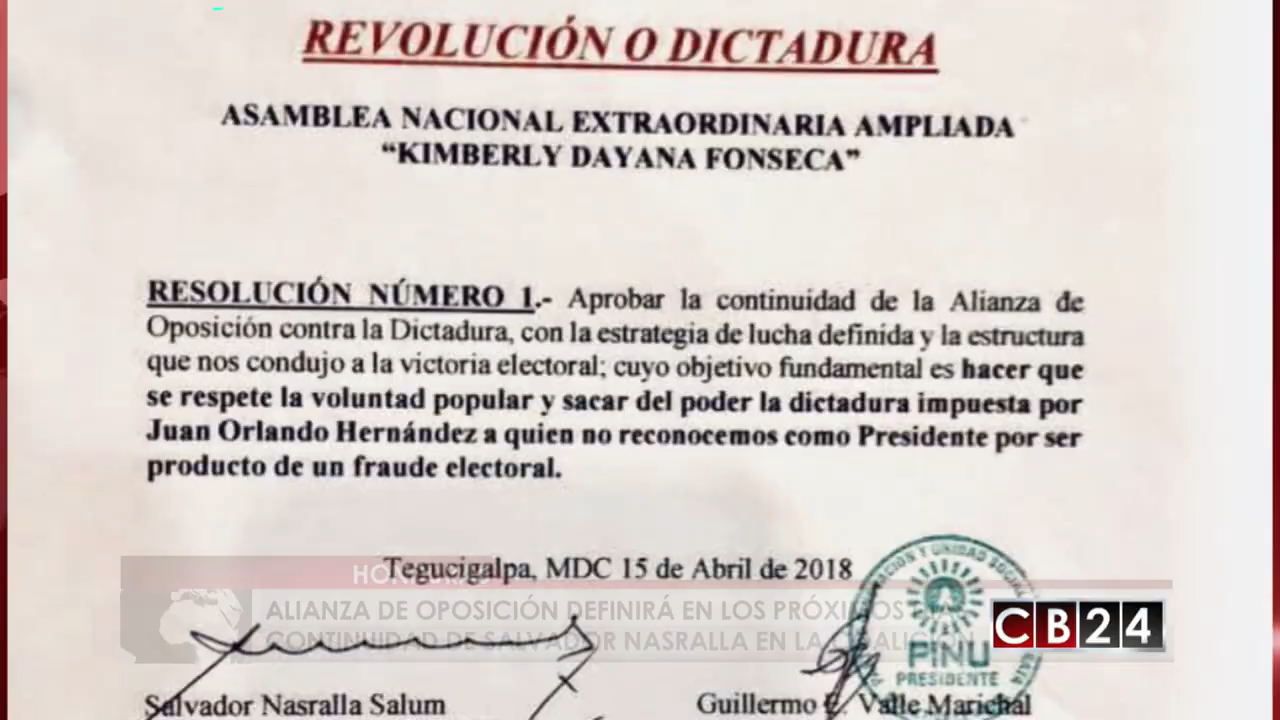 REVOLUCIÓN O DICTADURA
ASAMBLEA NACIONAL EXTRAORDINARIA AMPLIADA
“KIMBERLY DAYANA FONSECA”
RESOLUCIÓN NÚMERO 1.- Aprobar la continuidad de la Alianza de
Oposición contra la Dictadura, con la estrategia de lucha definida y la estructura
que nos condujo a la victoria electoral; cuyo objetivo fundamental es hacer que
se respete la voluntad popular y sacar del poder la dictadura impuesta por
Juan Orlando Hernández a quien no reconocemos como Presidente por ser
producto de un fraude electoral.
Tegucigalpa, MDC 15 de Abril de 2018
HONDURAS
ALIANZA DE OPOSICIÓN DEFINIRÁ EN LOS PRÓXIMOS
CONTINUIDAD DE SALVADOR NASRALLA EN LA COALICIÓN
CB24
Y UNIDAD SOCIAL
PINU
PRESIDENTE
Salvador Nasralla Salum
Guillermo E. Valle Marichal